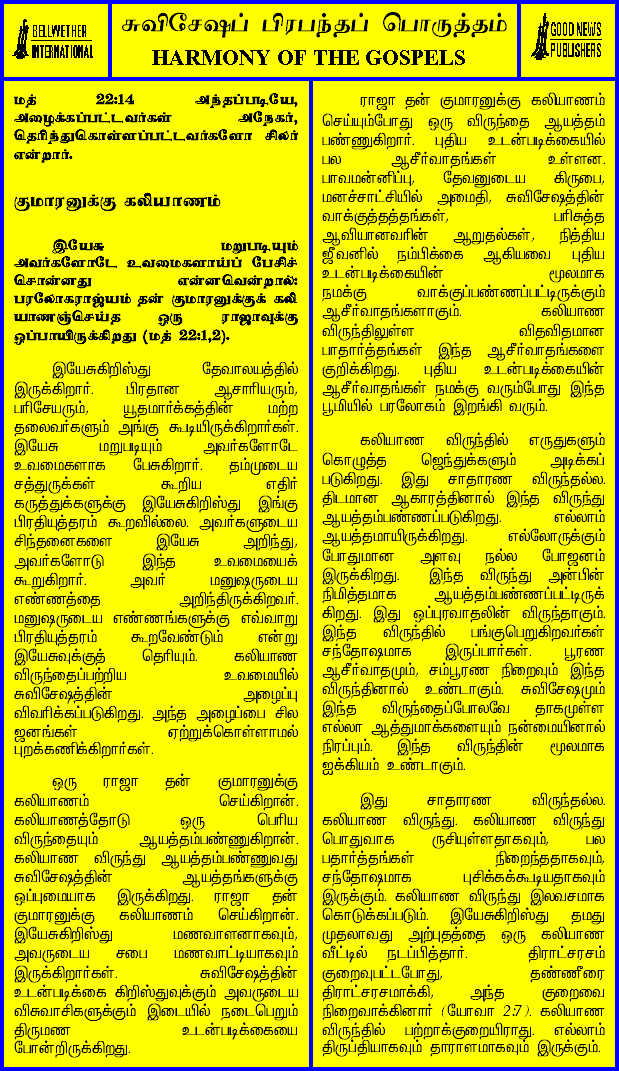 BELLWETHER
INTERNATIONAL
சுவிசேஷப் பிரபந்தப் பொருத்தம்
HARMONY OF THE GOSPELS
GOOD NEWS
PUBLISHERS
மத் 22:14 அந்தப்படியே,
அழைக்கப்பட்டவர்கள் அநேகர்,
தெரிந்துகொள்ளப்பட்டவர்களோ சிலர்
என்றார்.
குமாரனுக்கு கலியாணம்
இயேசு மறுபடியும்
அவர்களோடே உவமைகளாய்ப் பேசிச்
சொன்னது என்னவென்றால்:
பரலோகராஜ்யம் தன் குமாரனுக்குக் கலி
யாணஞ்செய்த ஒரு ராஜாவுக்கு
ஒப்பாயிருக்கிறது (மத் 22:1,2).
இயேசுகிறிஸ்து தேவாலயத்தில்
இருக்கிறார். பிரதான ஆசாரியரும்,
பரிசேயரும், யூதமார்க்கத்தின் மற்ற
தலைவர்களும் அங்கு கூடியிருக்கிறார்கள்.
இயேசு மறுபடியும் அவர்களோடே
உவமைகளாக பேசுகிறார். தம்முடைய
சத்துருக்கள் கூறிய எதிர்
கருத்துக்களுக்கு இயேசுகிறிஸ்து இங்கு
பிரதியுத்தரம் கூறவில்லை. அவர்களுடைய
சிந்தனைகளை இயேசு அறிந்து,
அவர்களோடு இந்த உவமையைக்
கூறுகிறார். அவர் மனுஷருடைய
எண்ணத்தை அறிந்திருக்கிறவர்.
மனுஷருடைய எண்ணங்களுக்கு எவ்வாறு
பிரதியுத்தரம் கூறவேண்டும் என்று
இயேசுவுக்குத் தெரியும். கலியாண
விருந்தைப்பற்றிய உவமையில்
சுவிசேஷத்தின் அழைப்பு
விவரிக்கப்படுகிறது. அந்த அழைப்பை சில
ஜனங்கள் ஏற்றுக்கொள்ளாமல்
புறக்கணிக்கிறார்கள்.
ஒரு ராஜா தன் குமாரனுக்கு
கலியாணம் செய்கிறான்.
கலியாணத்தோடு ஒரு பெரிய
விருந்தையும் ஆயத்தம்பண்ணுகிறான்.
கலியாண விருந்து ஆயத்தம்பண்ணுவது
சுவிசேஷத்தின் ஆயத்தங்களுக்கு
ஒப்புமையாக இருக்கிறது. ராஜா தன்
குமாரனுக்கு கலியாணம் செய்கிறான்.
இயேசுகிறிஸ்து மணவாளனாகவும்,
அவருடைய சபை மணவாட்டியாகவும்
இருக்கிறார்கள். சுவிசேஷத்தின்
உடன்படிக்கை கிறிஸ்துவுக்கும் அவருடைய
விசுவாசிகளுக்கும் இடையில் நடைபெறும்
திருமண உடன்படிக்கையை
போன்றிருக்கிறது.
ராஜா தன் குமாரனுக்கு கலியாணம்
செய்யும்போது ஒரு விருந்தை ஆயத்தம்
பண்ணுகிறார். புதிய உடன்படிக்கையில்
பல ஆசீர்வாதங்கள் உள்ளன.
பாவமன்னிப்பு, தேவனுடைய கிருபை,
மனச்சாட்சியில் அமைதி, சுவிசேஷத்தின்
வாக்குத்தத்தங்கள், பரிசுத்த
ஆவியானவரின் ஆறுதல்கள், நித்திய
ஜீவனில் நம்பிக்கை ஆகியவை புதிய
உடன்படிக்கையின் மூலமாக
நமக்கு வாக்குப்பண்ணப்பட்டிருக்கும்
ஆசீர்வாதங்களாகும். கலியாண
விருந்திலுள்ள விதவிதமான
பாதார்த்தங்கள் இந்த ஆசீர்வாதங்களை
குறிக்கிறது. புதிய உடன்படிக்கையின்
ஆசீர்வாதங்கள் நமக்கு வரும்போது இந்த
பூமியில் பரலோகம் இறங்கி வரும்.
கலியாண விருந்தில் எருதுகளும்
கொழுத்த ஜெந்துக்களும் அடிக்கப்
படுகிறது. இது சாதாரண விருந்தல்ல.
திடமான ஆகாரத்தினால் இந்த விருந்து
ஆயத்தம்பண்ணப்படுகிறது. எல்லாம்
ஆயத்தமாயிருக்கிறது. எல்லோருக்கும்
போதுமான அளவு நல்ல போஜனம்
இருக்கிறது. இந்த விருந்து அன்பின்
நிமித்தமாக ஆயத்தம்பண்ணப்பட்டிருக்
கிறது. இது ஒப்புரவாதலின் விருந்தாகும்.
இந்த விருந்தில் பங்குபெறுகிறவர்கள்
சந்தோஷமாக இருப்பார்கள். பூரண
ஆசீர்வாதமும், சம்பூரண நிறைவும் இந்த
விருந்தினால் உண்டாகும். சுவிசேஷமும்
இந்த விருந்தைப்போலவே தாகமுள்ள
எல்லா ஆத்துமாக்களையும் நன்மையினால்
நிரப்பும். இந்த விருந்தின் மூலமாக
ஐக்கியம் உண்டாகும்.
இது சாதாரண விருந்தல்ல.
கலியாண விருந்து. கலியாண விருந்து
பொதுவாக ருசியுள்ளதாகவும், பல
பதார்த்தங்கள் நிறைந்ததாகவும்,
சந்தோஷமாக புசிக்கக்கூடியதாகவும்
இருக்கும். கலியாண விருந்து இலவசமாக
கொடுக்கப்படும். இயேசுகிறிஸ்து தமது
முதலாவது அற்புதத்தை ஒரு கலியாண
வீட்டில் நடப்பித்தார். திராட்சரசம்
குறைவுபட்டபோது, தண்ணீரை
திராட்சரசமாக்கி, அந்த குறைவை
நிறைவாக்கினார் (யோவா 2:7). கலியாண
விருந்தில் பற்றாக்குறையிராது. எல்லாம்
திருப்தியாகவும் தாராளமாகவும் இருக்கும்.